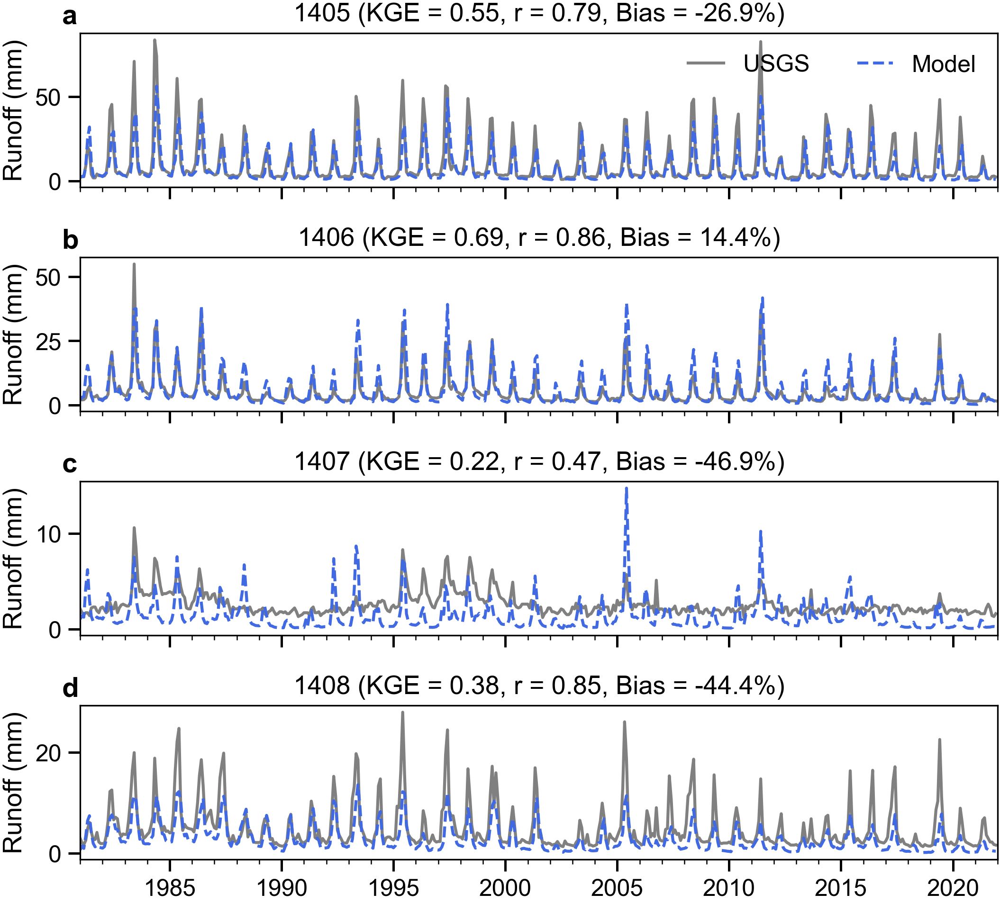 a 1405 (KGE = 0.55, r = 0.79, Bias = -26.9%)
Runoff (mm)
50
0
USGS Model
b 1406 (KGE = 0.69, r = 0.86, Bias = 14.4%)
Runoff (mm)
50
25
0
c 1407 (KGE = 0.22, r = 0.47, Bias = -46.9%)
Runoff (mm)
10
0
d 1408 (KGE = 0.38, r = 0.85, Bias = -44.4%)
Runoff (mm)
20
0
1985 1990 1995 2000 2005 2010 2015 2020